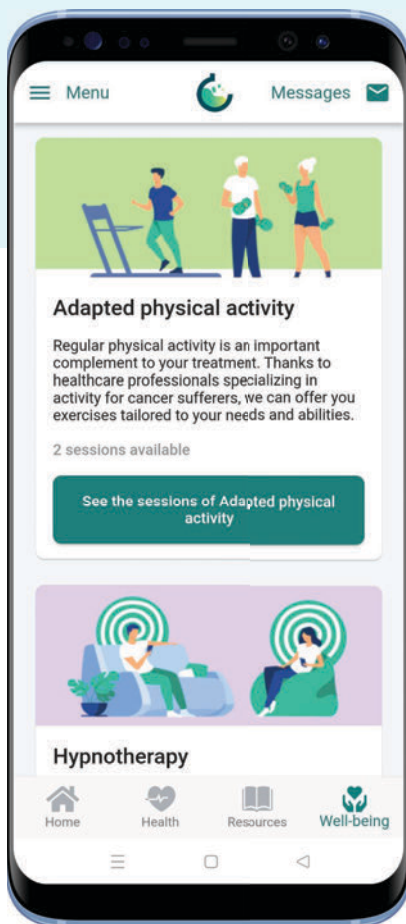 Menu
Messages
Adapted physical activity
Regular physical activity is an important
complement to your treatment. Thanks to
healthcare professionals specializing in
activity for cancer sufferers, we can offer you
exercises tailored to your needs and abilities.
2 sessions available
See the sessions of Adapted physical
activity
Hypnotherapy
Home
Health
Resources
Well-being